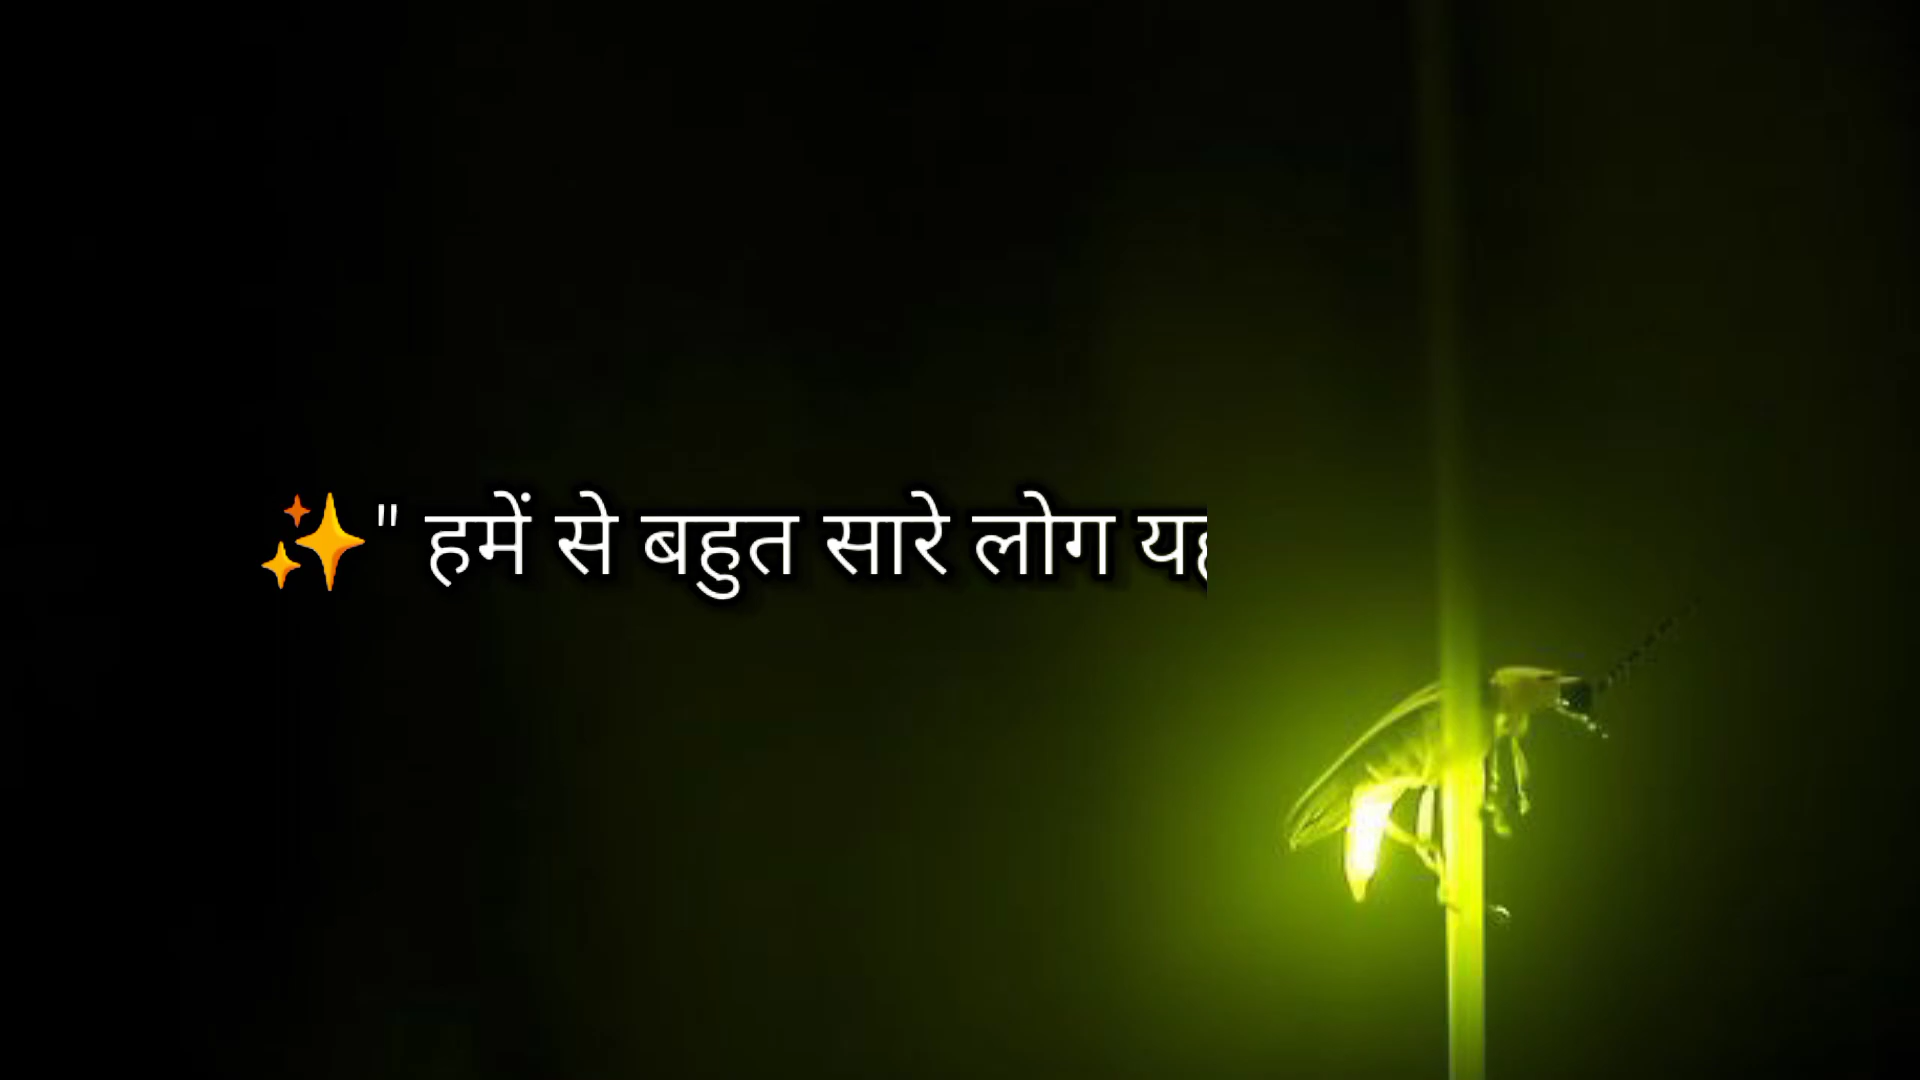 ✨" हमें से बहुत सारे लोग